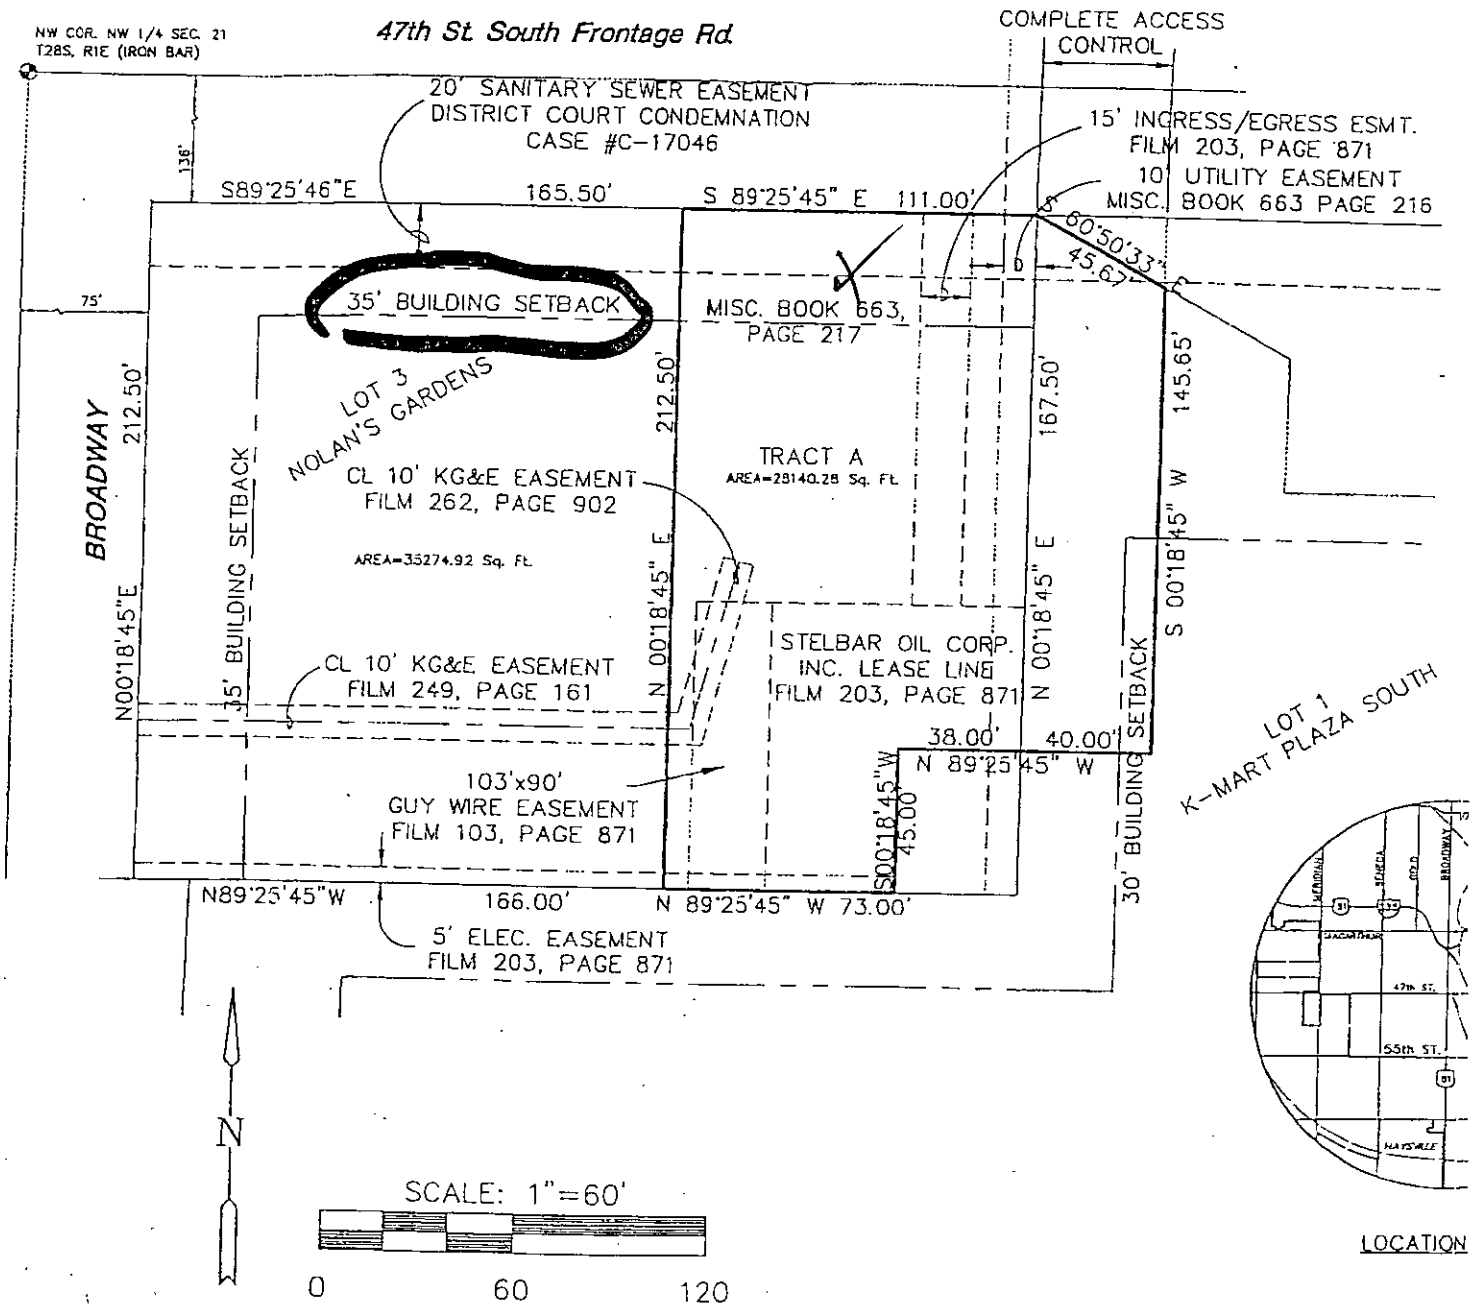 NW COR. NW 1/4 SEC. 21
T28S, R1E (IRON BAR)
47th St. South Frontage Rd.
COMPLETE ACCESS
CONTROL
20' SANITARY SEWER EASEMENT
DISTRICT COURT CONDEMNATION
CASE #C-17046
15' INGRESS/EGRESS ESMT.
FILM 203, PAGE 871
10' UTILITY EASEMENT
MISC. BOOK 663 PAGE 216
136'
S89°25'46"E
165.50'
S 89°25'45" E
111.00'
S 60°50'33" E
45.67'
75'
35' BUILDING SETBACK
MISC. BOOK 663,
PAGE 217
BROADWAY
212.50'
N00°18'45"E
LOT 3
NOLAN'S GARDENS
212.50'
N 00°18'45" E
167.50'
N 00°18'45" E
145.65'
S 00°18'45" W
TRACT A
AREA=28140.28 Sq. Ft.
CL 10' KG&E EASEMENT
FILM 262, PAGE 902
35' BUILDING SETBACK
AREA=35274.92 Sq. Ft.
STELBAR OIL CORP.
INC. LEASE LINE
FILM 203, PAGE 871
CL 10' KG&E EASEMENT
FILM 249, PAGE 161
38.00'
40.00'
N 89°25'45" W
S00°18'45"W
45.00
30' BUILDING SETBACK
LOT 1
K-MART PLAZA SOUTH
103'x90'
GUY WIRE EASEMENT
FILM 103, PAGE 871
N89°25'45"W
166.00'
N 89°25'45" W 73.00'
5' ELEC. EASEMENT
FILM 203, PAGE 871
MERIDIAN
SENECA
BROADWAY
MACARTHUR
47th ST.
55th ST.
81
HAYSVILLE
N
SCALE: 1"=60'
0
60
120
LOCATION